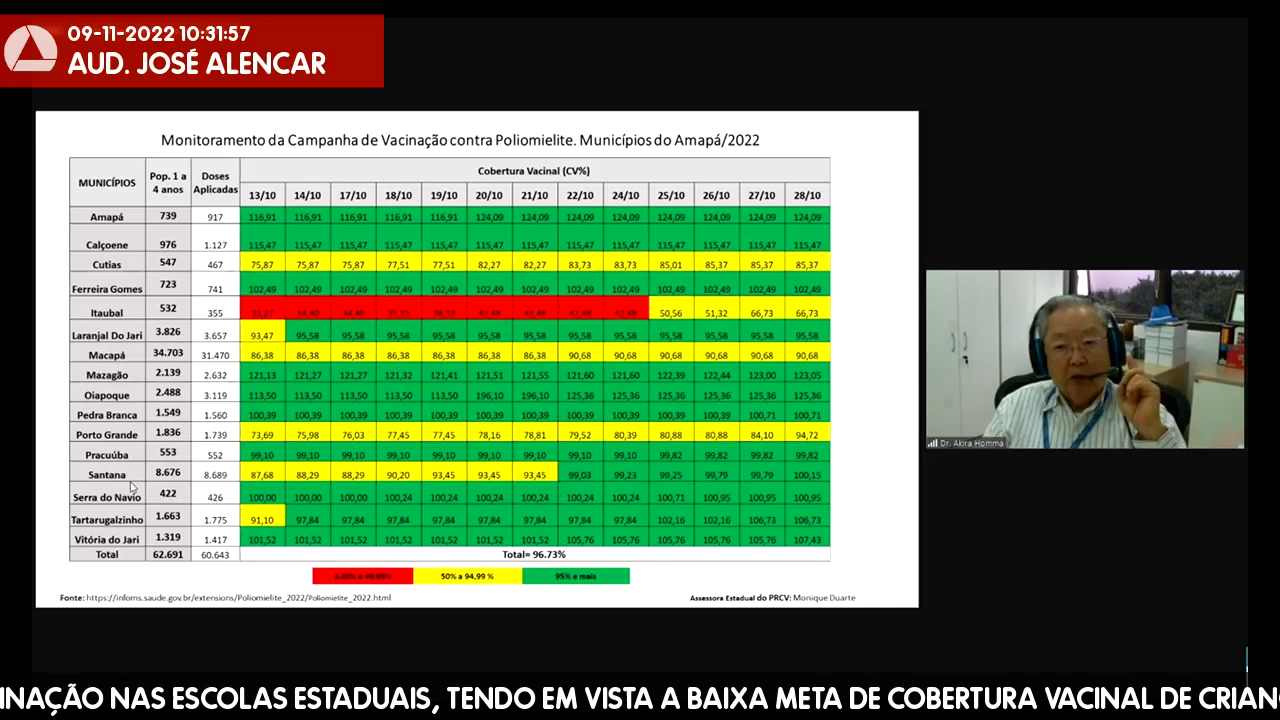 09-11-2022 10:31:57
AUD. JOSÉ ALENCAR
Monitoramento da Campanha de Vacinação contra Poliomielite. Municípios do Amapá/2022
MUNICÍPIOS Pop. 1 a 4 anos Doses Aplicadas Cobertura Vacinal (CV%)
13/10 14/10 17/10 18/10 19/10 20/10 21/10 22/10 24/10 25/10 26/10 27/10 28/10
Amapá 739 917 116,91 116,91 116,91 116,91 116,91 124,09 124,09 124,09 124,09 124,09 124,09 124,09 124,09
Calçoene 976 1.127 115,47 115,47 115,47 115,47 115,47 115,47 115,47 115,47 115,47 115,47 115,47 115,47 115,47
Cutias 547 467 75,87 75,87 75,87 77,51 77,51 82,27 82,27 83,73 83,73 85,01 85,37 85,37 85,37
Ferreira Gomes 723 741 102,49 102,49 102,49 102,49 102,49 102,49 102,49 102,49 102,49 102,49 102,49 102,49 102,49
Itaubal 532 355 50,56 51,32 66,73 66,73
Laranjal Do Jari 3.826 3.657 93,47 95,58 95,58 95,58 95,58 95,58 95,58 95,58 95,58 95,58 95,58 95,58 95,58
Macapá 34.703 31.470 86,38 86,38 86,38 86,38 86,38 86,38 86,38 90,68 90,68 90,68 90,68 90,68 90,68
Mazagão 2.139 2.632 121,13 121,27 121,27 121,32 121,41 121,51 121,55 121,60 121,60 122,39 122,44 123,00 123,05
Oiapoque 2.488 3.119 113,50 113,50 113,50 113,50 113,50 196,10 196,10 125,36 125,36 125,36 125,36 125,36 125,36
Pedra Branca 1.549 1.560 100,39 100,39 100,39 100,39 100,39 100,39 100,39 100,39 100,39 100,39 100,39 100,71 100,71
Porto Grande 1.836 1.739 73,69 75,98 76,03 77,45 77,45 78,16 78,81 79,52 80,39 80,88 80,88 84,10 94,72
Pracuúba 553 552 99,10 99,10 99,10 99,10 99,10 99,10 99,10 99,10 99,10 99,82 99,82 99,82 99,82
Santana 8.676 8.689 87,68 88,29 88,29 90,20 93,45 93,45 93,45 99,03 99,23 99,25 99,79 99,79 100,15
Serra do Navio 422 426 100,00 100,00 100,00 100,24 100,24 100,24 100,24 100,24 100,24 100,71 100,95 100,95 100,95
Tartarugalzinho 1.663 1.775 91,10 97,84 97,84 97,84 97,84 97,84 97,84 97,84 97,84 102,16 102,16 106,73 106,73
Vitória do Jari 1.319 1.417 101,52 101,52 101,52 101,52 101,52 101,52 101,52 105,76 105,76 105,76 105,76 105,76 107,43
Total 62.691 60.643 Total= 96.73%
50% a 94,99 % 95% e mais
Fonte: https://infoms.saude.gov.br/extensions/Poliomielite_2022/Poliomielite_2022.html
Assessora Estadual do PRCV: Monique Duarte
Dr. Akira Homma
INAÇÃO NAS ESCOLAS ESTADUAIS, TENDO EM VISTA A BAIXA META DE COBERTURA VACINAL DE CRIAN